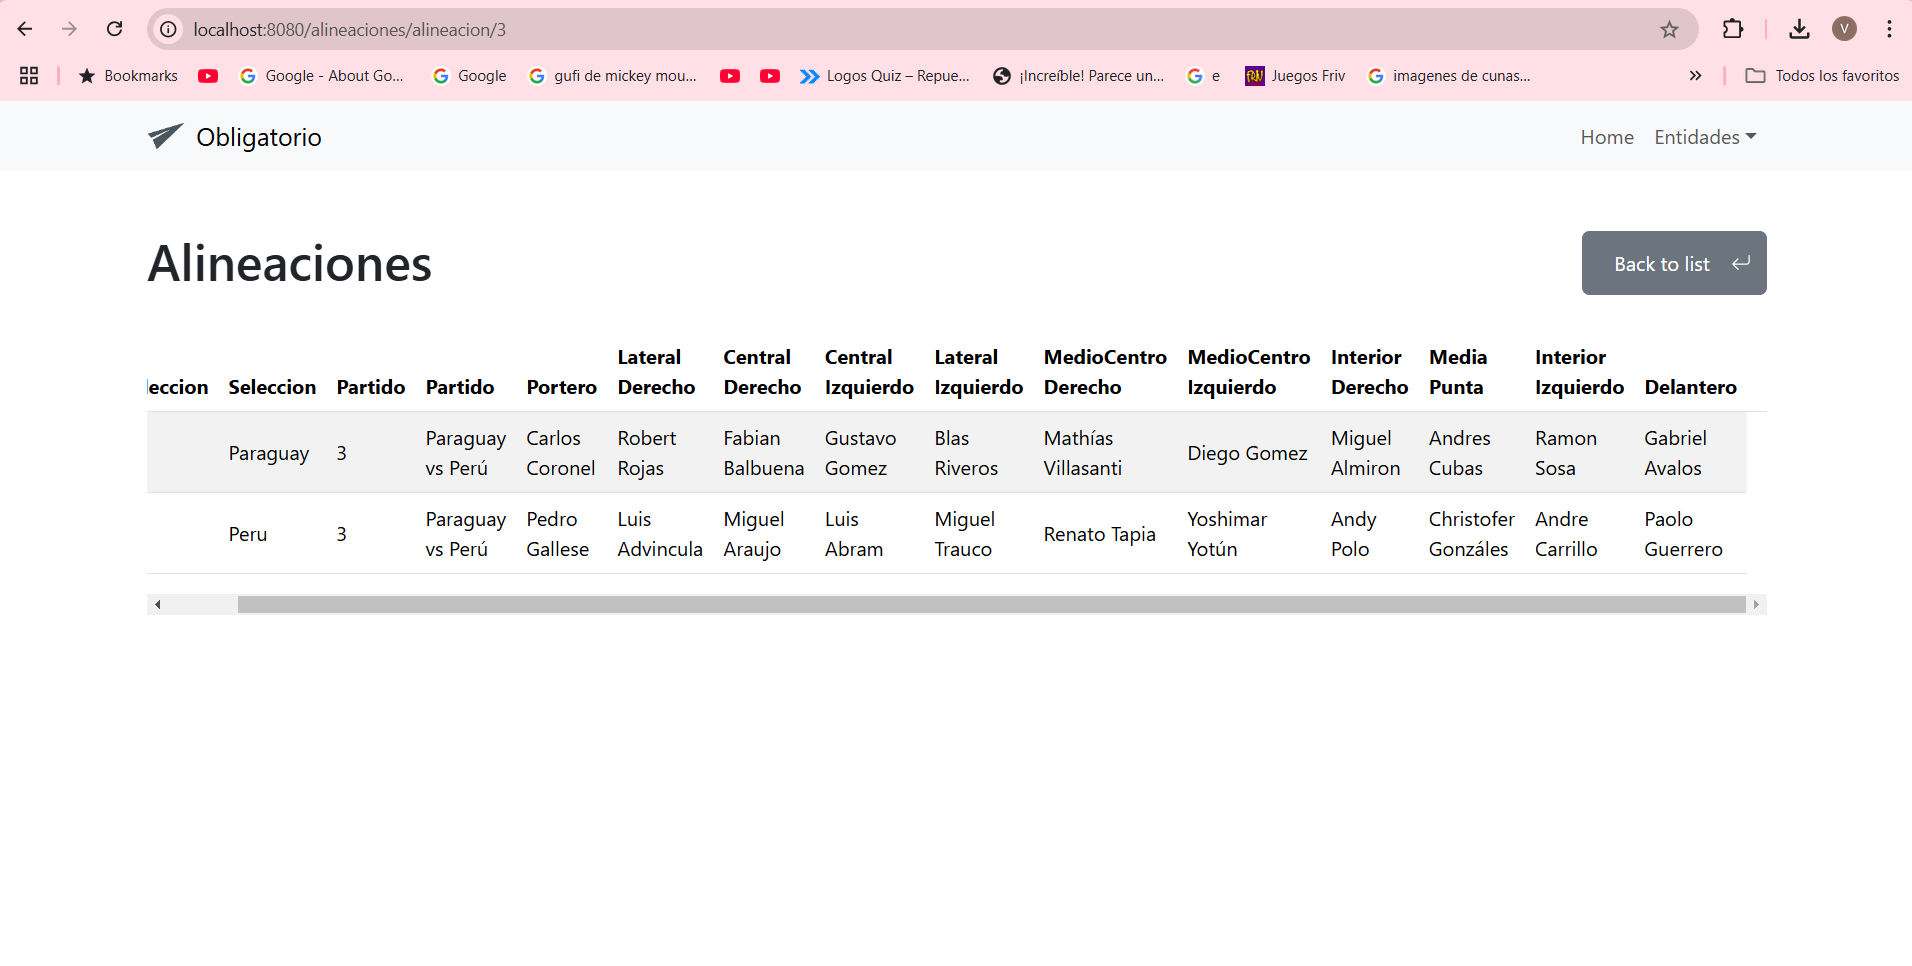 localhost:8080/alineaciones/alineacion/3
V
Bookmarks
Google - About Go...
Google
gufi de mickey mou...
Logos Quiz – Repue...
¡Increíble! Parece un...
e
Juegos Friv
imagenes de cunas...
»
Todos los favoritos
Obligatorio
Home
Entidades
Alineaciones
Back to list
leccion Seleccion Partido Partido Portero Lateral Derecho Central Derecho Central Izquierdo Lateral Izquierdo MedioCentro Derecho MedioCentro Izquierdo Interior Derecho Media Punta Interior Izquierdo Delantero
Paraguay 3 Paraguay vs Perú Carlos Coronel Robert Rojas Fabian Balbuena Gustavo Gomez Blas Riveros Mathías Villasanti Diego Gomez Miguel Almiron Andres Cubas Ramon Sosa Gabriel Avalos
Peru 3 Paraguay vs Perú Pedro Gallese Luis Advincula Miguel Araujo Luis Abram Miguel Trauco Renato Tapia Yoshimar Yotún Andy Polo Christofer Gonzáles Andre Carrillo Paolo Guerrero